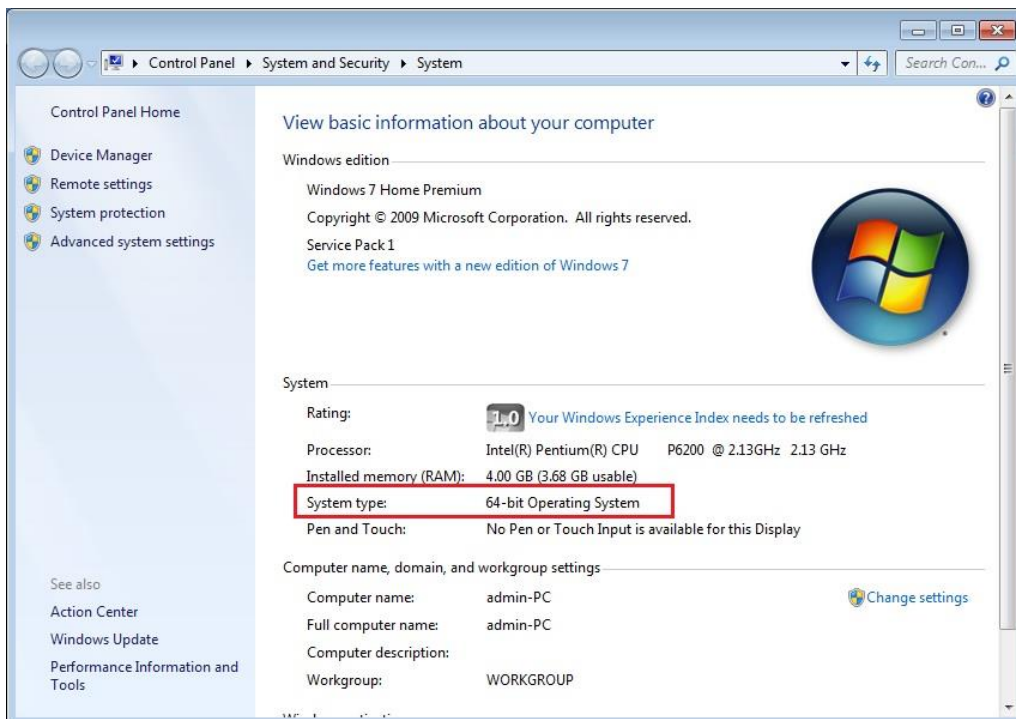 Control Panel ▸ System and Security ▸ System
Search Con...
Control Panel Home
Device Manager
Remote settings
System protection
Advanced system settings
See also
Action Center
Windows Update
Performance Information and
Tools
View basic information about your computer
Windows edition
Windows 7 Home Premium
Copyright © 2009 Microsoft Corporation. All rights reserved.
Service Pack 1
Get more features with a new edition of Windows 7
System
Rating: 1.0 Your Windows Experience Index needs to be refreshed
Processor: Intel(R) Pentium(R) CPU P6200 @ 2.13GHz 2.13 GHz
Installed memory (RAM): 4.00 GB (3.68 GB usable)
System type: 64-bit Operating System
Pen and Touch: No Pen or Touch Input is available for this Display
Computer name, domain, and workgroup settings
Computer name: admin-PC Change settings
Full computer name: admin-PC
Computer description:
Workgroup: WORKGROUP